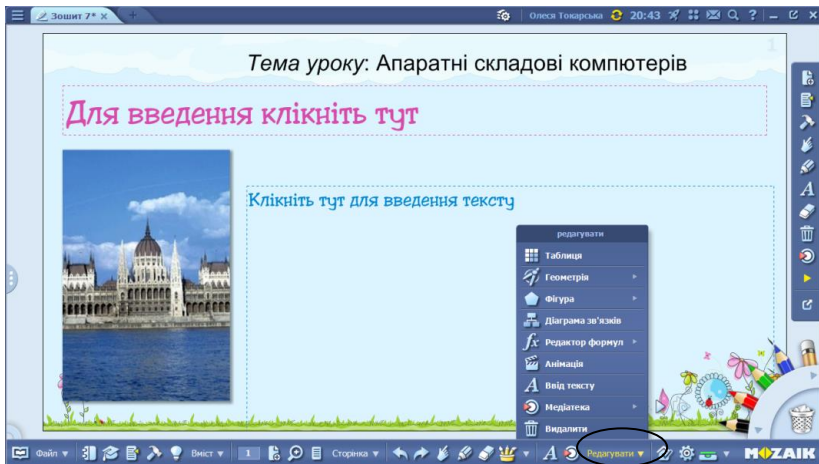 Зошит 7* x +
Олеся Токарська 20:43 ?
1
Тема уроку: Апаратні складові компютерів
Для введення клікніть тут
Клікніть тут для введення тексту
редагувати
Таблиця
Геометрія
Фігура
Діаграма зв'язків
fx Редактор формул
Анімація
A Ввід тексту
Медіатека
Видалити
A
Файл Вміст 1 Сторінка A Редагувати MOZAIK